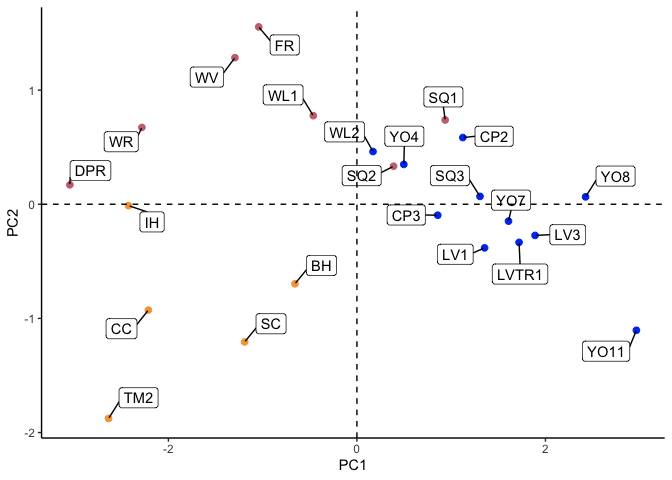 FR
WV
WL1
SQ1
1
WL2
YO4
CP2
WR
DPR
SQ2
SQ3
YO8
YO7
0
IH
CP3
LV3
LV1
LVTR1
BH
PC2
CC
SC
-1
YO11
TM2
-2
-2
0
2
PC1